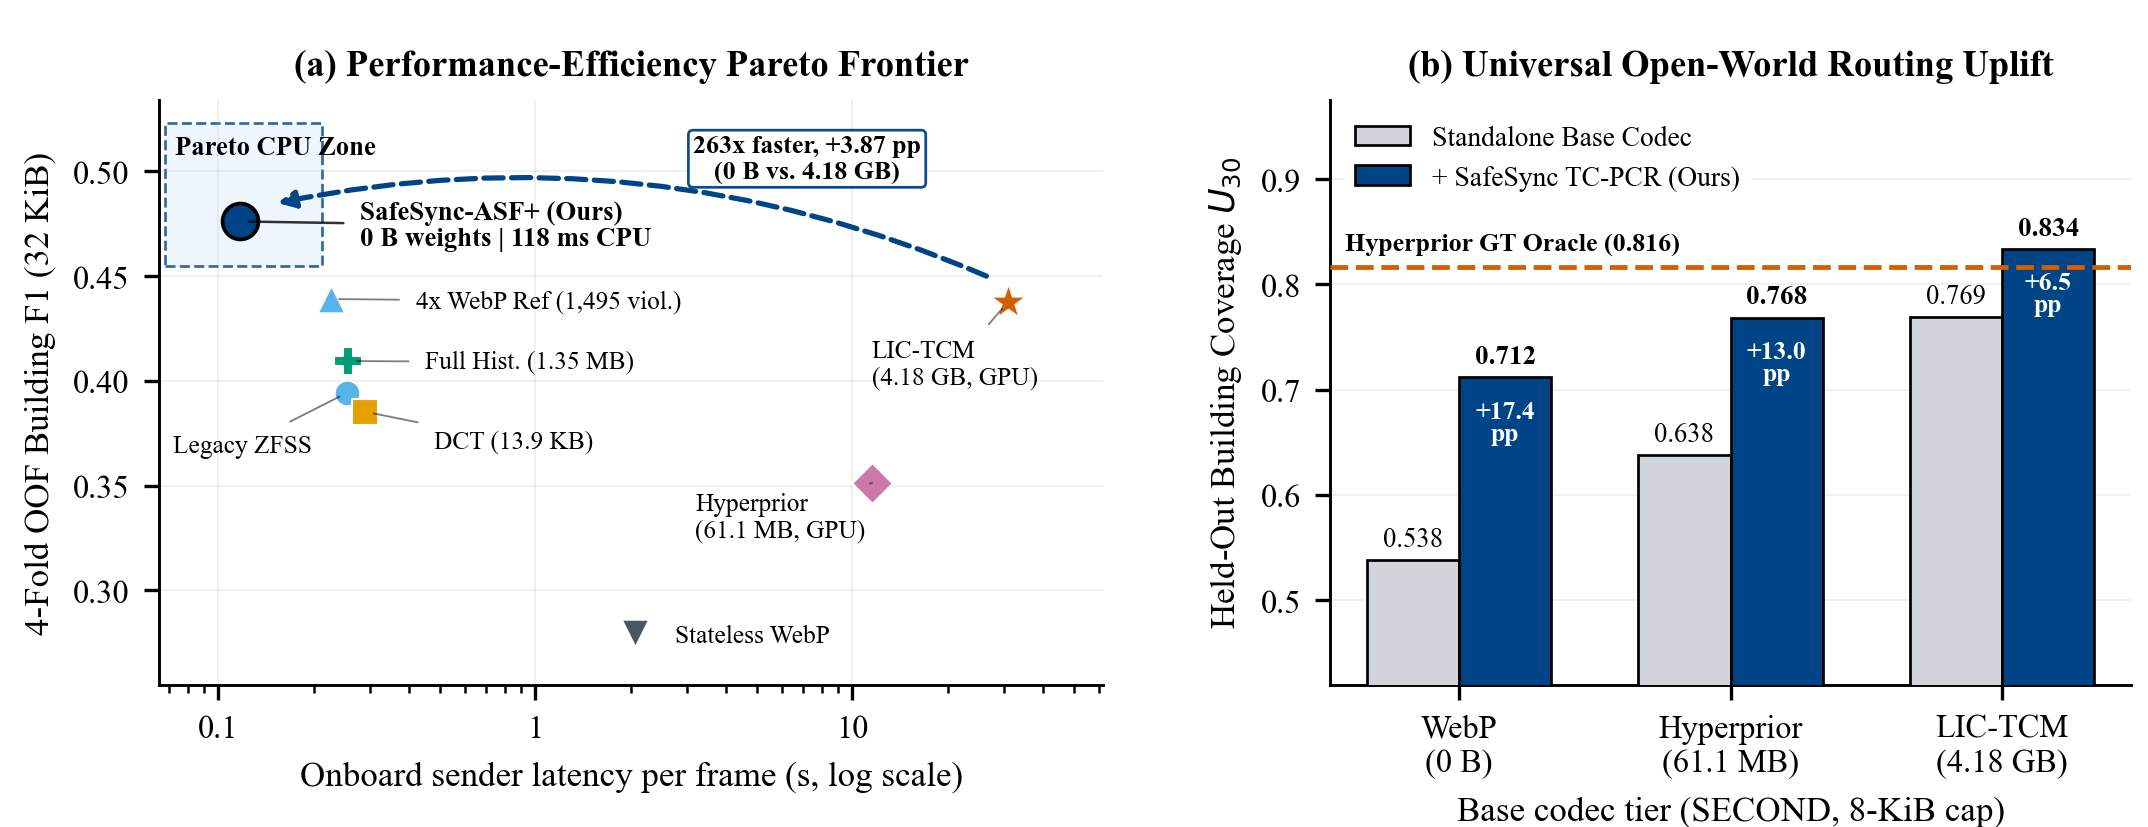 (a) Performance-Efficiency Pareto Frontier
4-Fold OOF Building F1 (32 KiB)
0.50
0.45
0.40
0.35
0.30
Pareto CPU Zone
263x faster, +3.87 pp
(0 B vs. 4.18 GB)
SafeSync-ASF+ (Ours)
0 B weights | 118 ms CPU
4x WebP Ref (1,495 viol.)
Full Hist. (1.35 MB)
LIC-TCM
(4.18 GB, GPU)
Legacy ZFSS
DCT (13.9 KB)
Hyperprior
(61.1 MB, GPU)
Stateless WebP
0.1
1
10
Onboard sender latency per frame (s, log scale)
(b) Universal Open-World Routing Uplift
Held-Out Building Coverage U₃₀
0.9
0.8
0.7
0.6
0.5
Standalone Base Codec
+ SafeSync TC-PCR (Ours)
Hyperprior GT Oracle (0.816)
0.538
0.712
+17.4
pp
0.638
0.768
+13.0
pp
0.769
0.834
+6.5
pp
WebP
(0 B)
Hyperprior
(61.1 MB)
LIC-TCM
(4.18 GB)
Base codec tier (SECOND, 8-KiB cap)